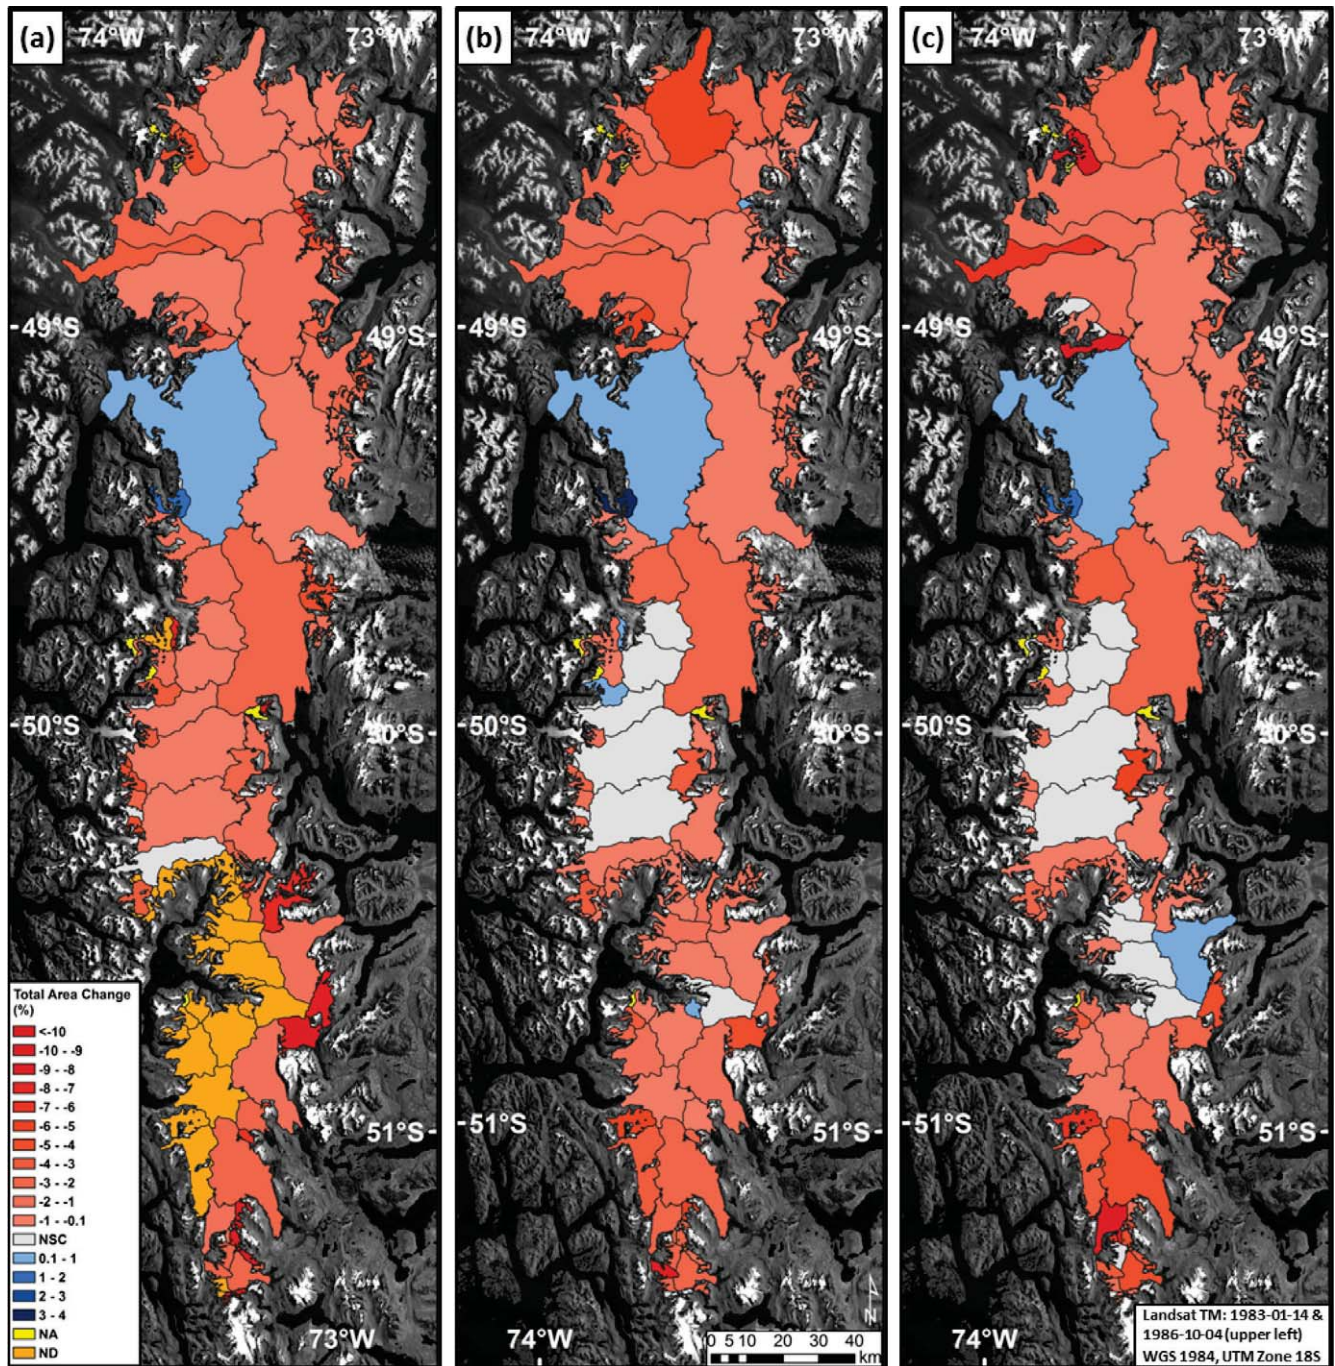 (a)
74°W
73°W
(b)
74°W
73°W
(c)
74°W
73°W
49°S
49°S
49°S
49°S
49°S
49°S
50°S
50°S
50°S
50°S
50°S
50°S
Total Area Change
(%)
<-10
-10 - -9
-9 - -8
-8 - -7
-7 - -6
-6 - -5
-5 - -4
-4 - -3
-3 - -2
-2 - -1
-1 - -0.1
NSC
0.1 - 1
1 - 2
2 - 3
3 - 4
NA
ND
51°S
51°S
51°S
51°S
51°S
73°W
74°W
N
0 5 10 20 30 40
km
74°W
Landsat TM: 1983-01-14 &
1986-10-04 (upper left)
WGS 1984, UTM Zone 18S